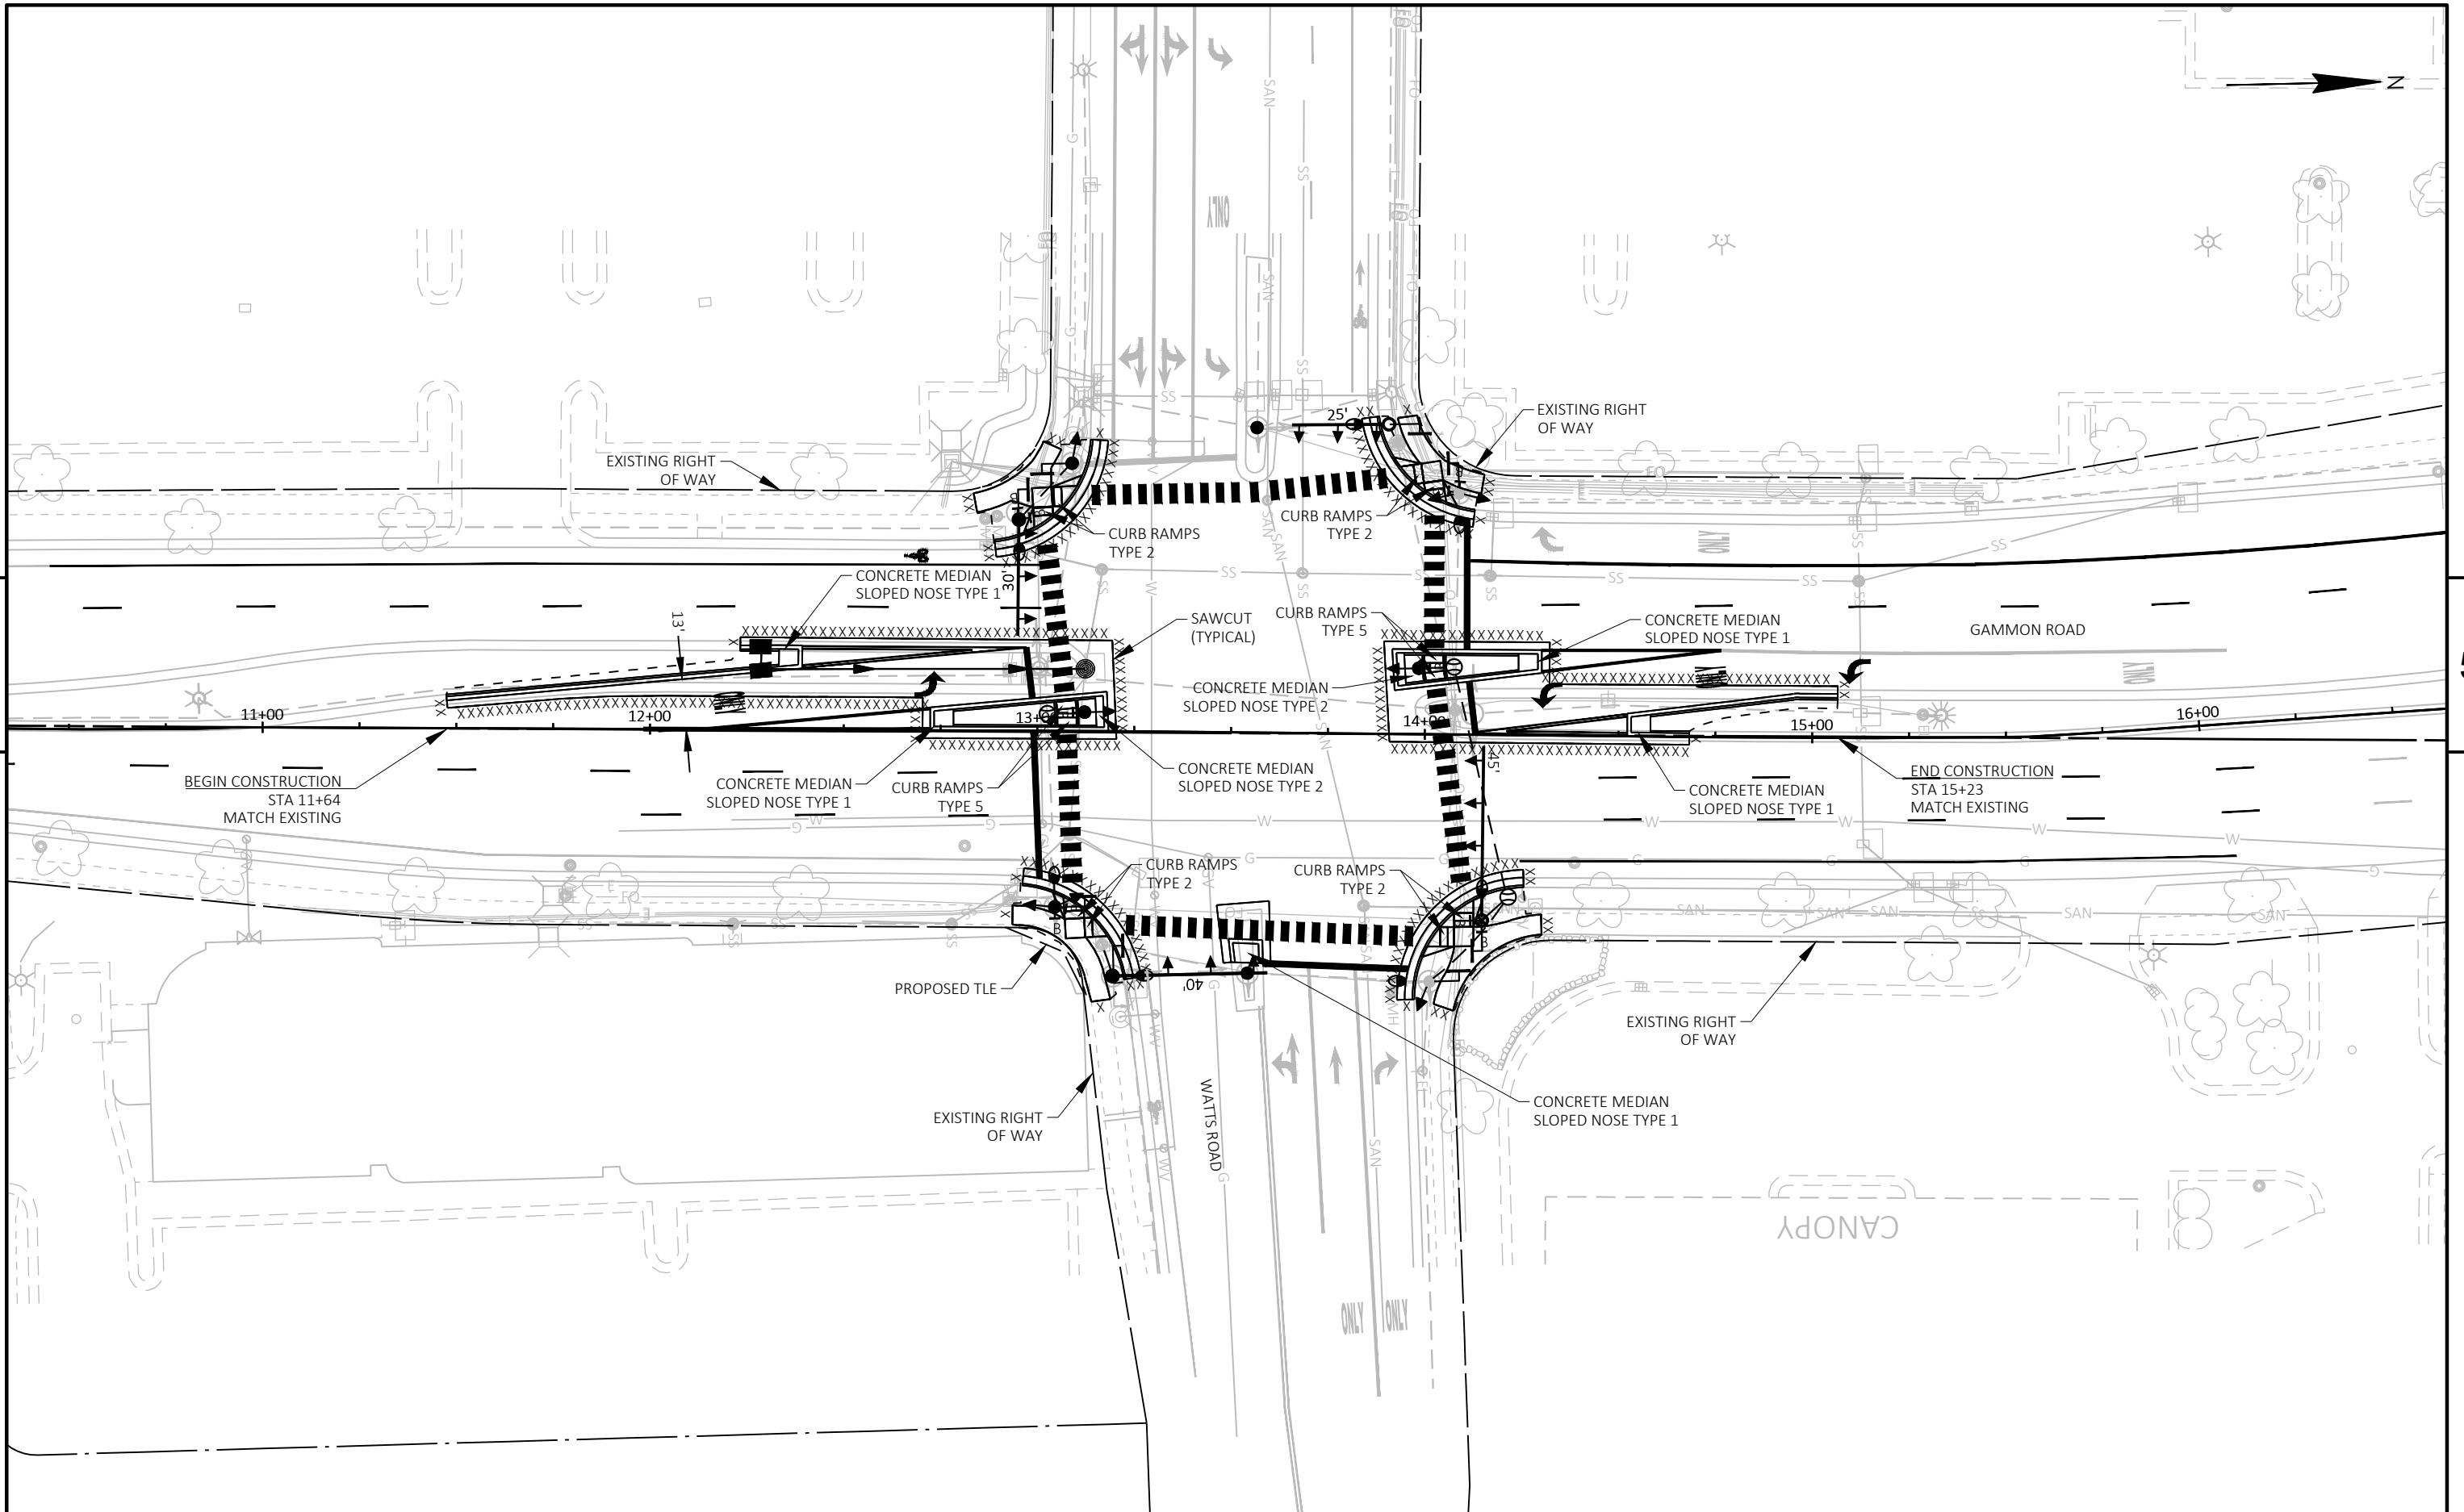 N
ONLY
25'
EXISTING RIGHT
OF WAY
EXISTING RIGHT
OF WAY
CURB RAMPS
TYPE 2
CURB RAMPS
TYPE 2
ONLY
CONCRETE MEDIAN
SLOPED NOSE TYPE 1
30'
13'
SAWCUT
(TYPICAL)
CURB RAMPS
TYPE 5
CONCRETE MEDIAN
SLOPED NOSE TYPE 1
GAMMON ROAD
CONCRETE MEDIAN
SLOPED NOSE TYPE 2
ONLY
11+00
12+00
13+00
14+00
15+00
16+00
45'
BEGIN CONSTRUCTION
STA 11+64
MATCH EXISTING
CONCRETE MEDIAN
SLOPED NOSE TYPE 1
CURB RAMPS
TYPE 5
CONCRETE MEDIAN
SLOPED NOSE TYPE 2
CONCRETE MEDIAN
SLOPED NOSE TYPE 1
END CONSTRUCTION
STA 15+23
MATCH EXISTING
CURB RAMPS
TYPE 2
CURB RAMPS
TYPE 2
PROPOSED TLE
40'
EXISTING RIGHT
OF WAY
EXISTING RIGHT
OF WAY
WATTS ROAD
CONCRETE MEDIAN
SLOPED NOSE TYPE 1
CANOPY
ONLY
ONLY